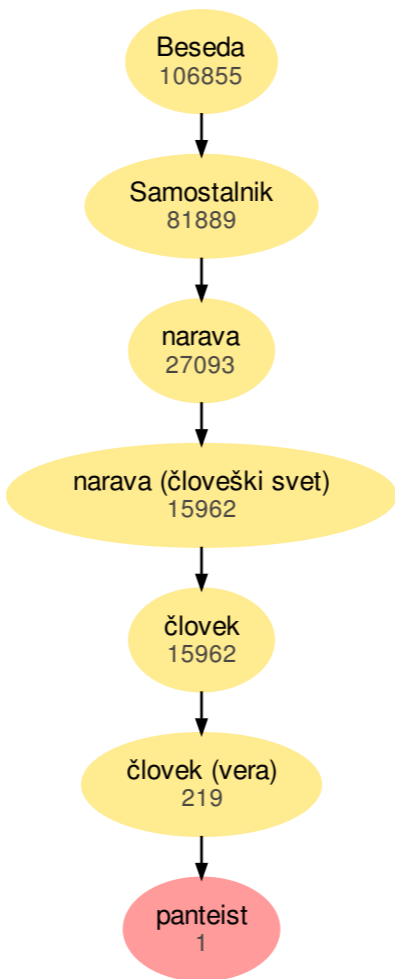 Beseda
106855
Samostalnik
81889
narava
27093
narava (človeški svet)
15962
človek
15962
človek (vera)
219
panteist
1